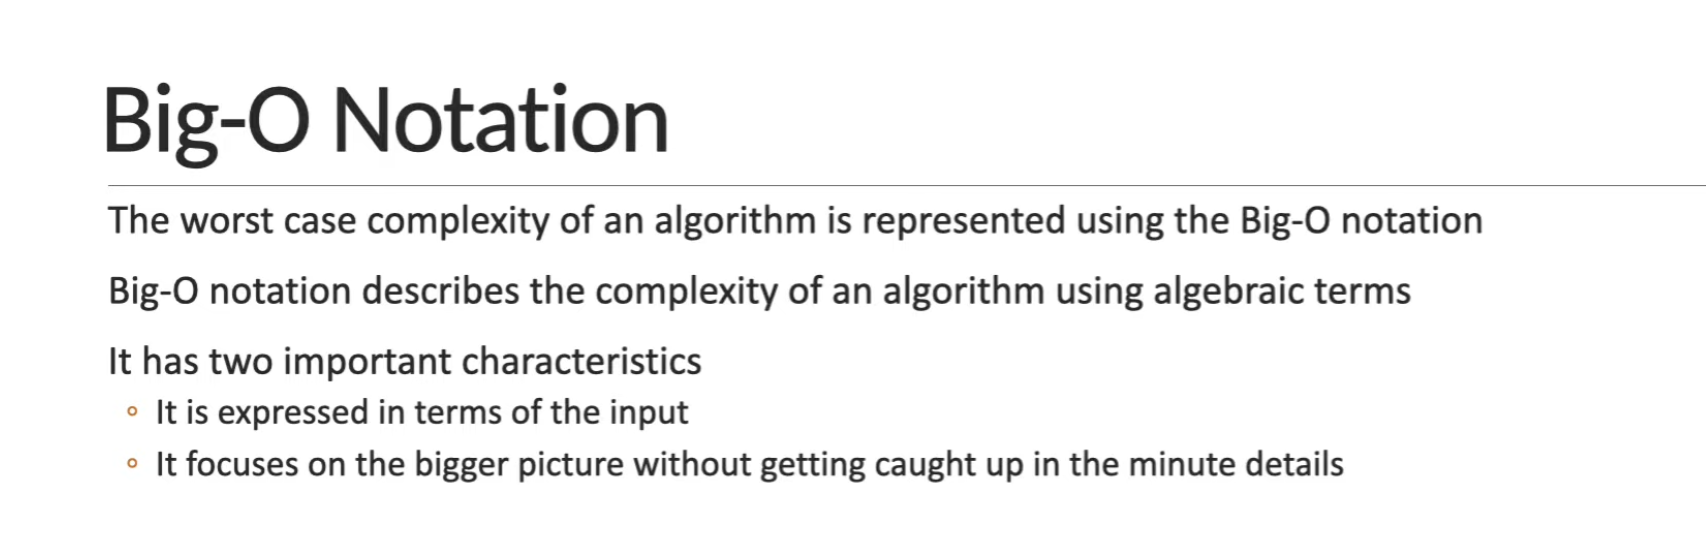 Big-O Notation
The worst case complexity of an algorithm is represented using the Big-O notation
Big-O notation describes the complexity of an algorithm using algebraic terms
It has two important characteristics
◦ It is expressed in terms of the input
◦ It focuses on the bigger picture without getting caught up in the minute details